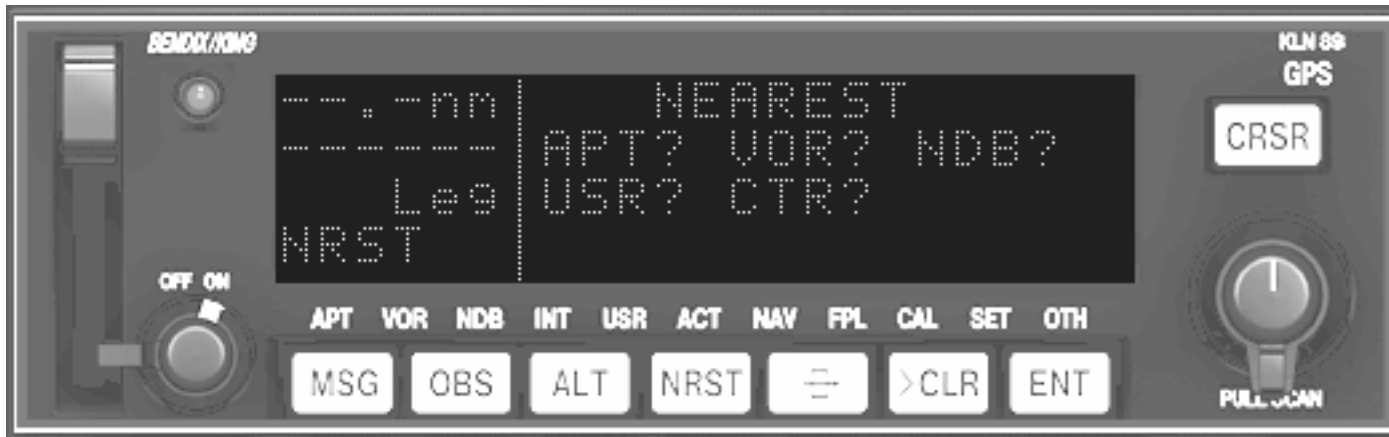 BENDIX/KING
KLN 89
GPS
--.-nm
NEAREST
------
APT? VOR? NDB?
Leg
USR? CTR?
NRST
CRSR
OFF ON
APT VOR NDB INT USR ACT NAV FPL CAL SET OTH
MSG OBS ALT NRST >CLR ENT
PULL SCAN